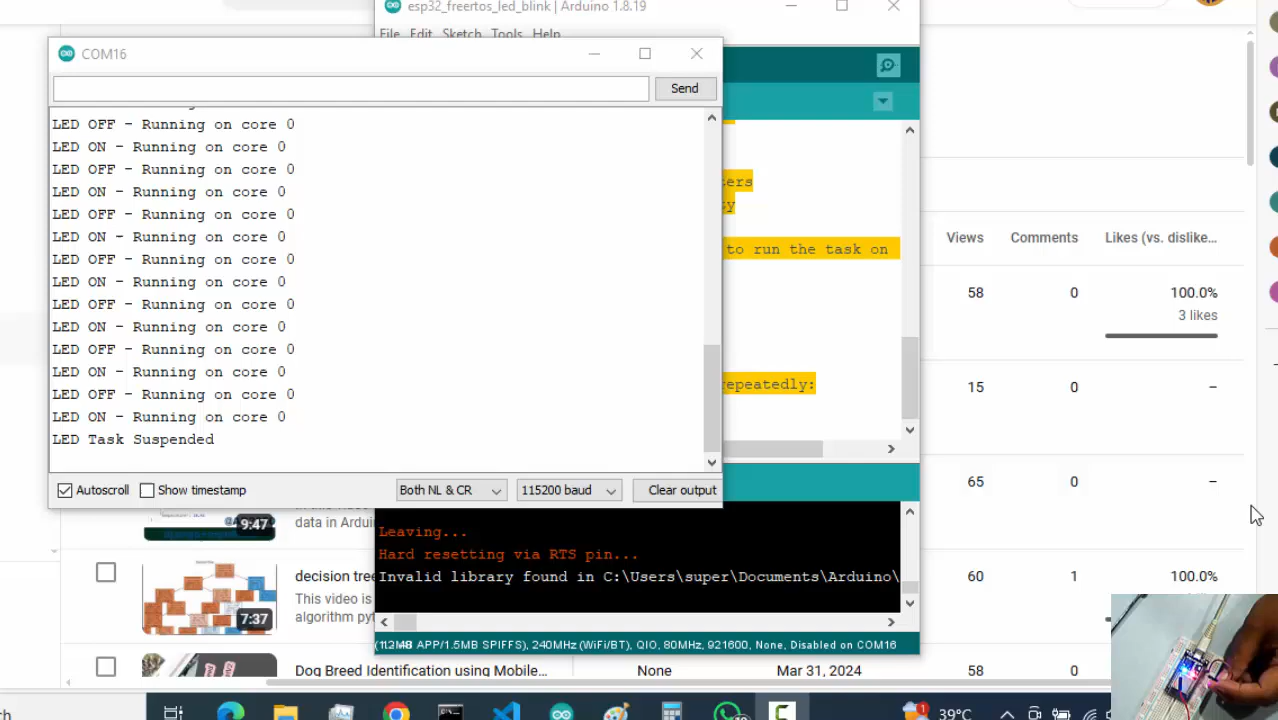 esp32_freertos_led_blink | Arduino 1.8.19
File Edit Sketch Tools Help
COM16
Send
LED OFF - Running on core 0
LED ON - Running on core 0
LED OFF - Running on core 0
LED ON - Running on core 0
LED OFF - Running on core 0
LED ON - Running on core 0
LED OFF - Running on core 0
LED ON - Running on core 0
LED OFF - Running on core 0
LED ON - Running on core 0
LED OFF - Running on core 0
LED ON - Running on core 0
LED OFF - Running on core 0
LED ON - Running on core 0
LED Task Suspended
Autoscroll Show timestamp Both NL & CR 115200 baud Clear output
to run the task on
repeatedly:
Views Comments Likes (vs. dislike...
58 0 100.0%
3 likes
15 0 –
65 0 –
60 1 100.0%
Leaving...
Hard resetting via RTS pin...
Invalid library found in C:\Users\super\Documents\Arduino\
data in Arduin
9:47
decision tree
This video is
algorithm pyt
7:37
APP/1.5MB SPIFFS), 240MHz (WiFi/BT), QIO, 80MHz, 921600, None, Disabled on COM16
Dog Breed Identification using Mobile... None Mar 31, 2024 58 0
39°C